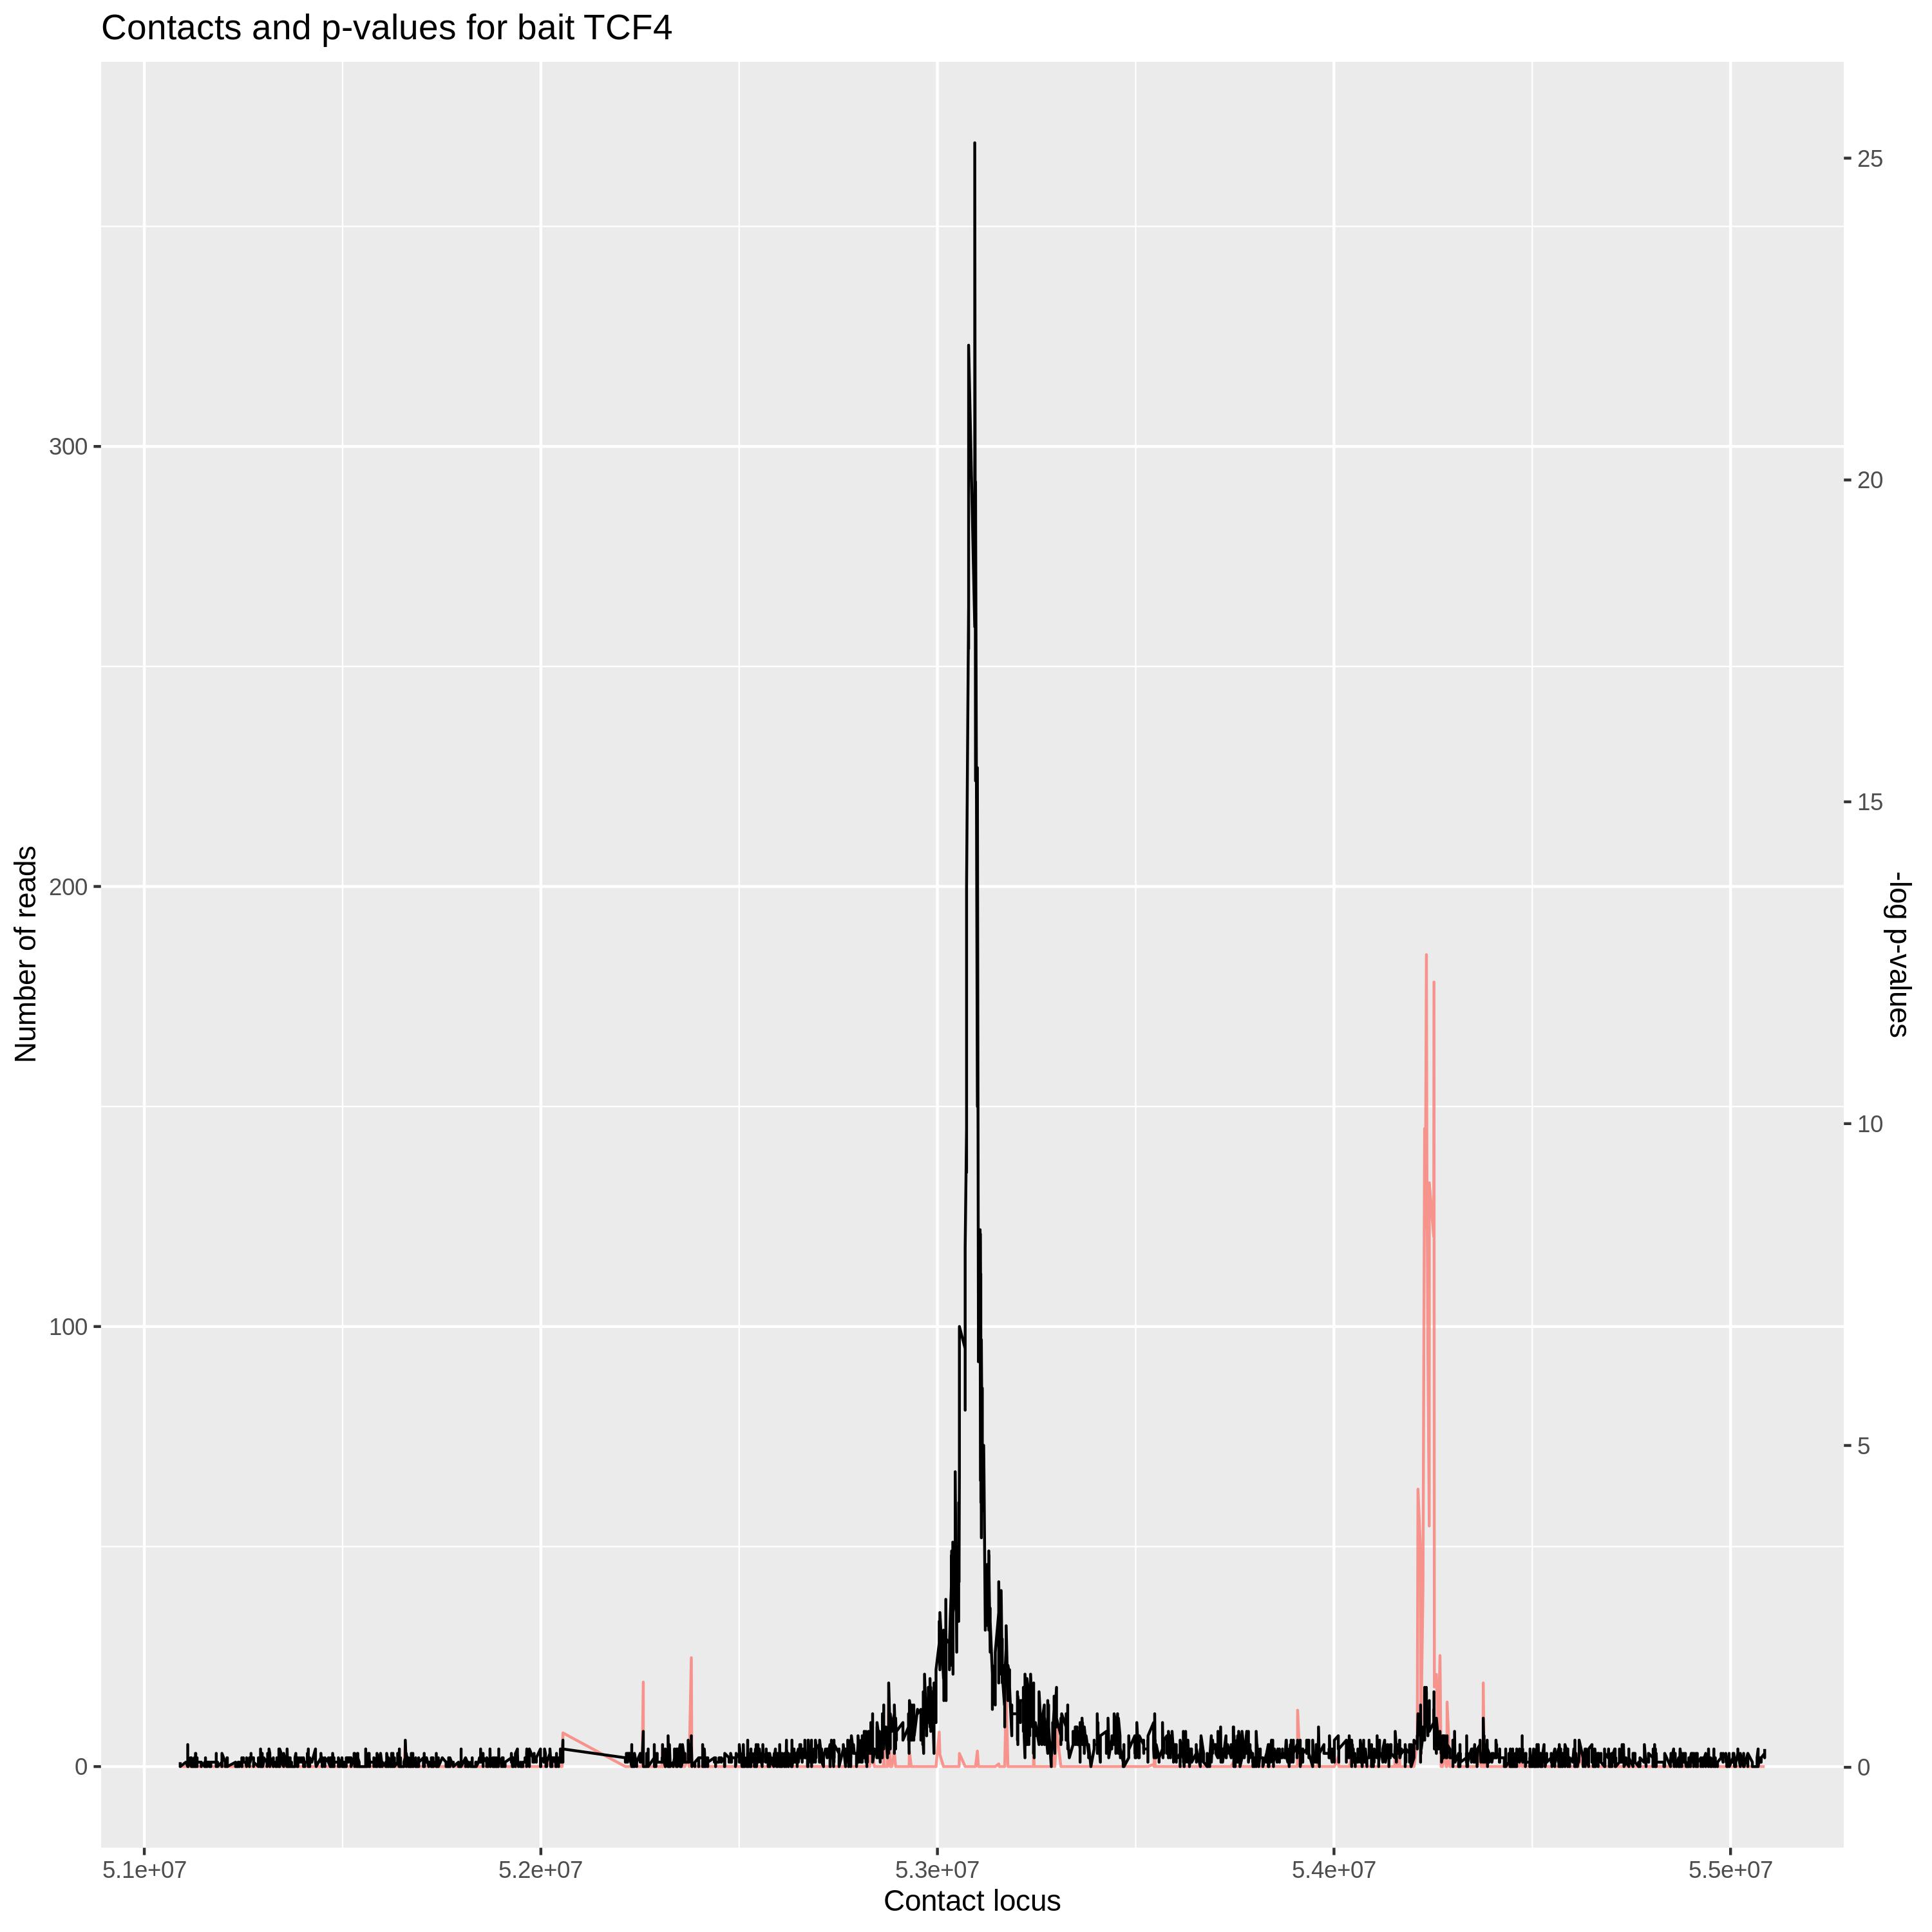 Contacts and p-values for bait TCF4
Number of reads
300
200
100
0
25
20
15
10
5
0
-log p-values
5.1e+07 5.2e+07 5.3e+07 5.4e+07 5.5e+07
Contact locus